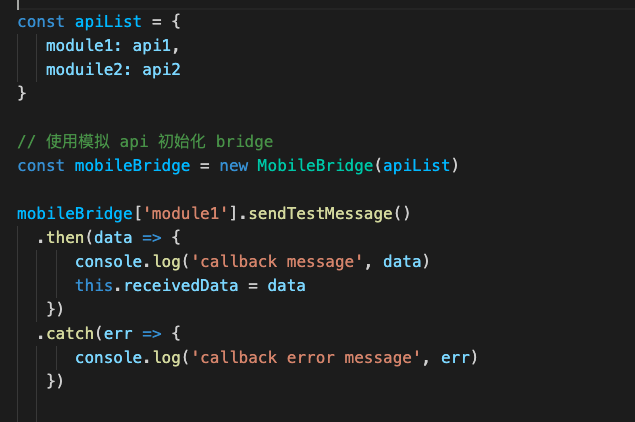 const apiList = {
module1: api1,
moduile2: api2
}
// 使用模拟 api 初始化 bridge
const mobileBridge = new MobileBridge(apiList)
mobileBridge['module1'].sendTestMessage()
.then(data => {
console.log('callback message', data)
this.receivedData = data
})
.catch(err => {
console.log('callback error message', err)
})